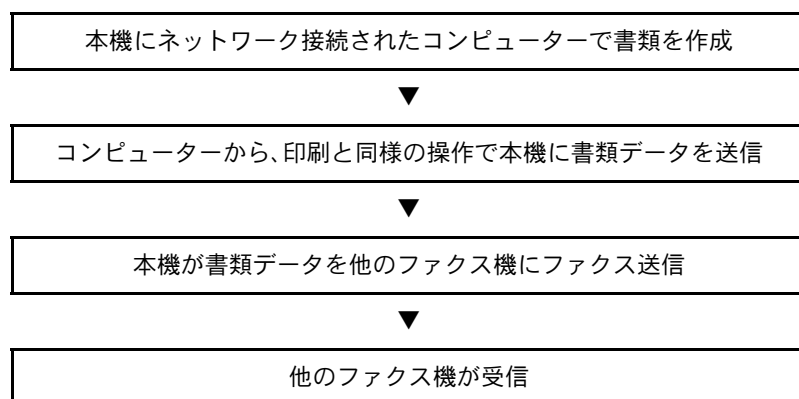 本機にネットワーク接続されたコンピューターで書類を作成
▼
コンピューターから、印刷と同様の操作で本機に書類データを送信
▼
本機が書類データを他のファクス機にファクス送信
▼
他のファクス機が受信